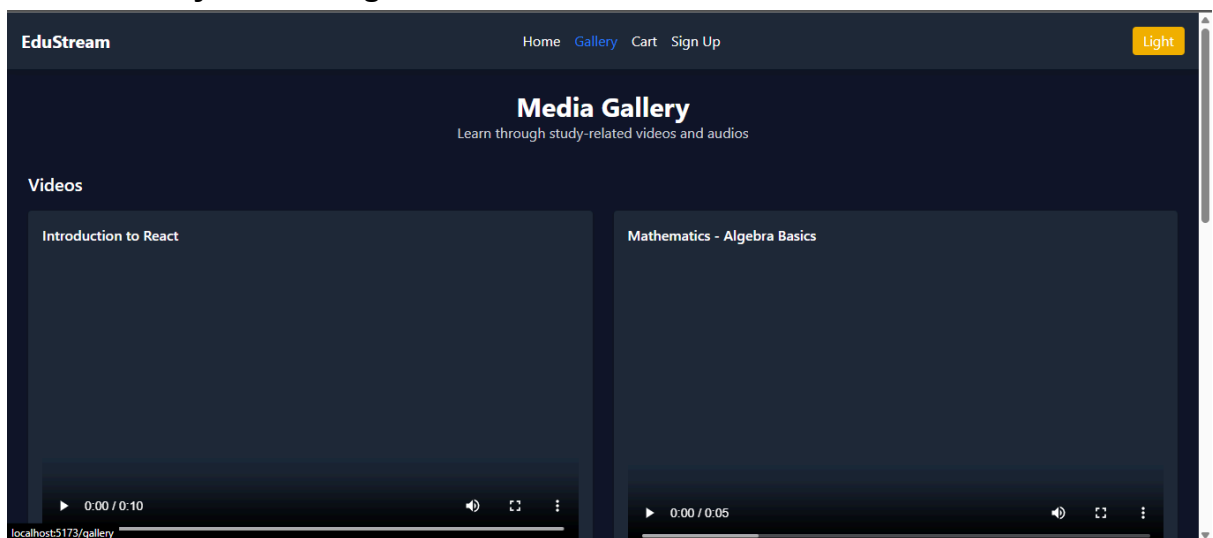 EduStream Home Gallery Cart Sign Up Light
Media Gallery
Learn through study-related videos and audios
Videos
Introduction to React Mathematics - Algebra Basics
0:00 / 0:10 0:00 / 0:05
localhost:5173/gallery